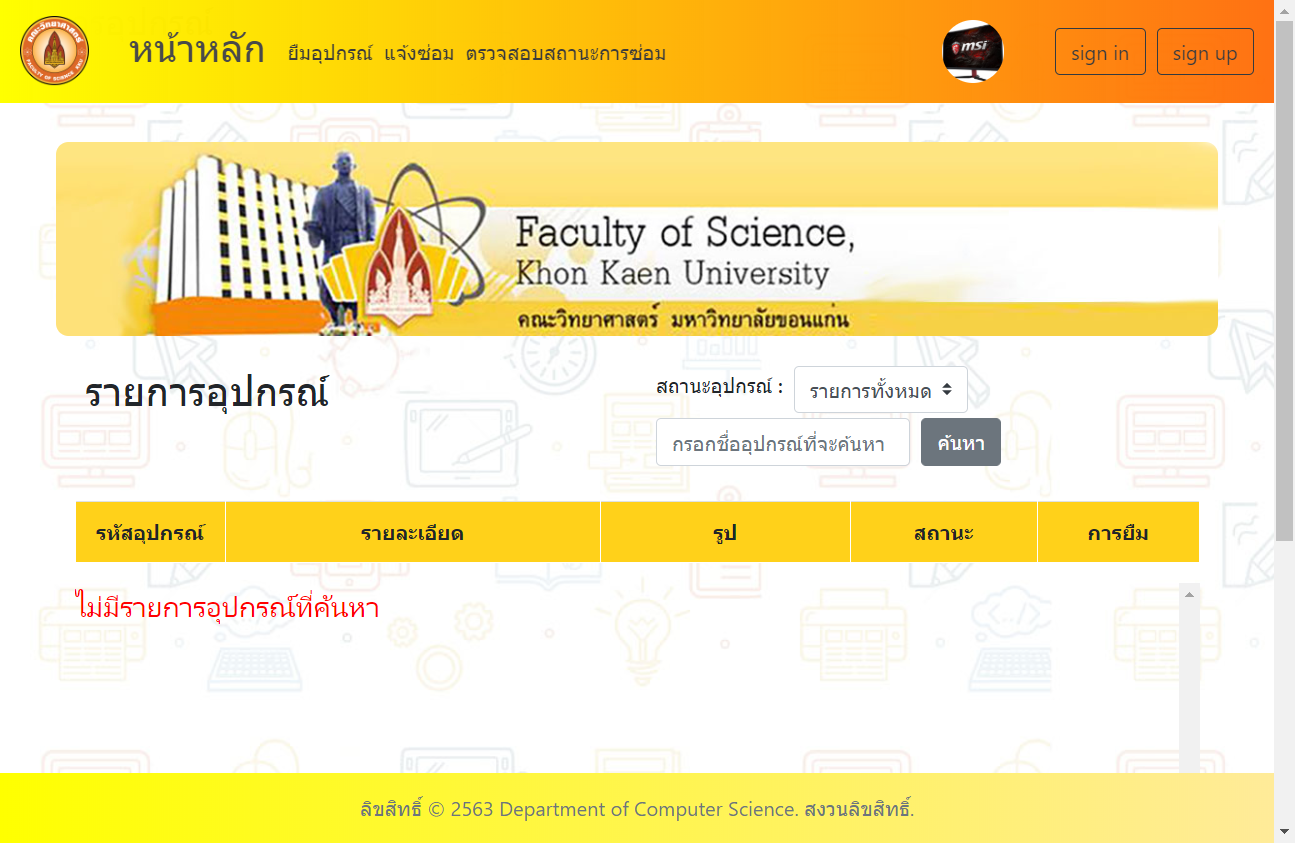 หน้าหลัก ยืมอุปกรณ์ แจ้งซ่อม ตรวจสอบสถานะการซ่อม msi sign in sign up
Faculty of Science,
Khon Kaen University
คณะวิทยาศาสตร์ มหาวิทยาลัยขอนแก่น
รายการอุปกรณ์
สถานะอุปกรณ์ : รายการทั้งหมด
กรอกชื่ออุปกรณ์ที่จะค้นหา ค้นหา
รหัสอุปกรณ์ รายละเอียด รูป สถานะ การยืม
ไม่มีรายการอุปกรณ์ที่ค้นหา
ลิขสิทธิ์ © 2563 Department of Computer Science. สงวนลิขสิทธิ์.